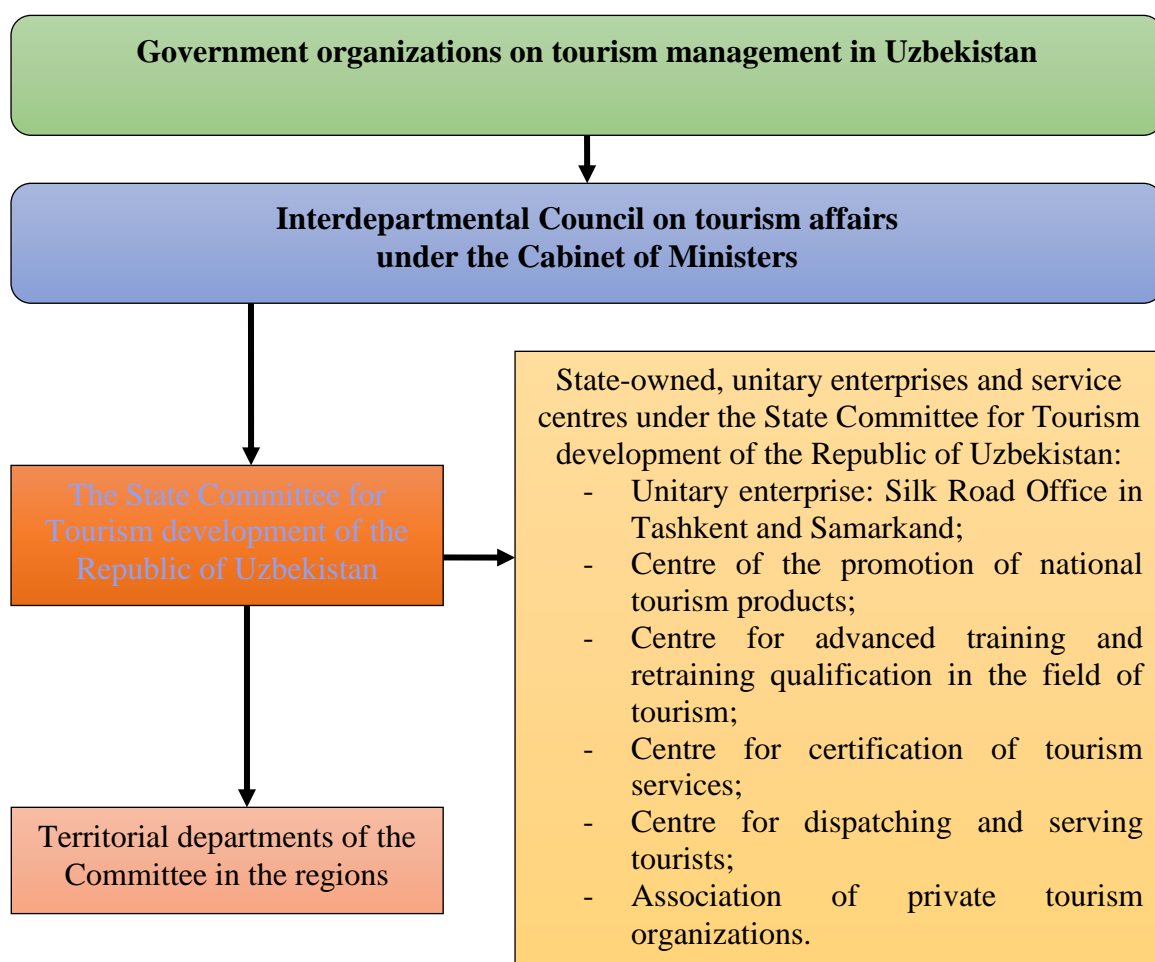 Government organizations on tourism management in Uzbekistan
Interdepartmental Council on tourism affairs
under the Cabinet of Ministers
The State Committee for
Tourism development of the
Republic of Uzbekistan
State-owned, unitary enterprises and service
centres under the State Committee for Tourism
development of the Republic of Uzbekistan:
- Unitary enterprise: Silk Road Office in
Tashkent and Samarkand;
- Centre of the promotion of national
tourism products;
- Centre for advanced training and
retraining qualification in the field of
tourism;
- Centre for certification of tourism
services;
- Centre for dispatching and serving
tourists;
- Association of private tourism
organizations.
Territorial departments of the
Committee in the regions